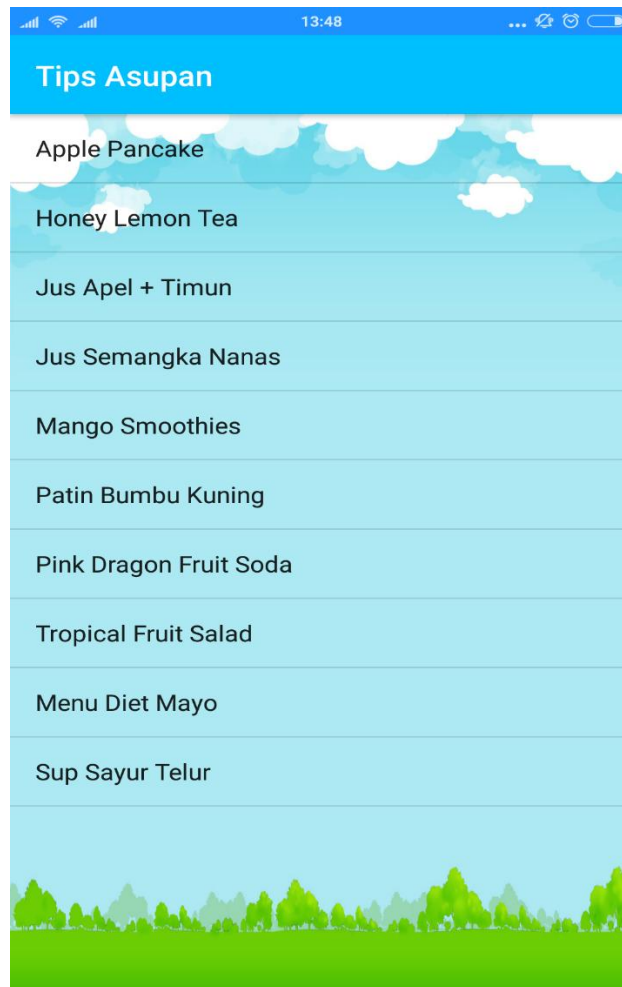 13:48
Tips Asupan
Apple Pancake
Honey Lemon Tea
Jus Apel + Timun
Jus Semangka Nanas
Mango Smoothies
Patin Bumbu Kuning
Pink Dragon Fruit Soda
Tropical Fruit Salad
Menu Diet Mayo
Sup Sayur Telur